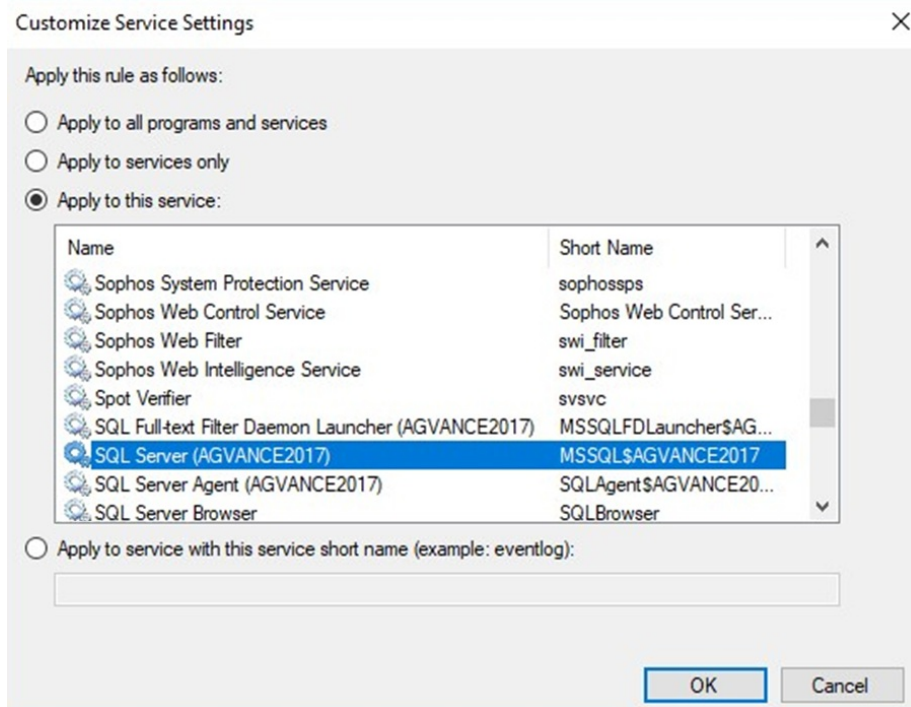 Customize Service Settings
Apply this rule as follows:
Apply to all programs and services
Apply to services only
Apply to this service:
Name Short Name
Sophos System Protection Service sophossps
Sophos Web Control Service Sophos Web Control Ser...
Sophos Web Filter swi_filter
Sophos Web Intelligence Service swi_service
Spot Verifier svsvc
SQL Full-text Filter Daemon Launcher (AGVANCE2017) MSSQLFDLauncher$AG...
SQL Server (AGVANCE2017) MSSQL$AGVANCE2017
SQL Server Agent (AGVANCE2017) SQLAgent$AGVANCE20...
SQL Server Browser SQLBrowser
Apply to service with this service short name (example: eventlog):
OK Cancel